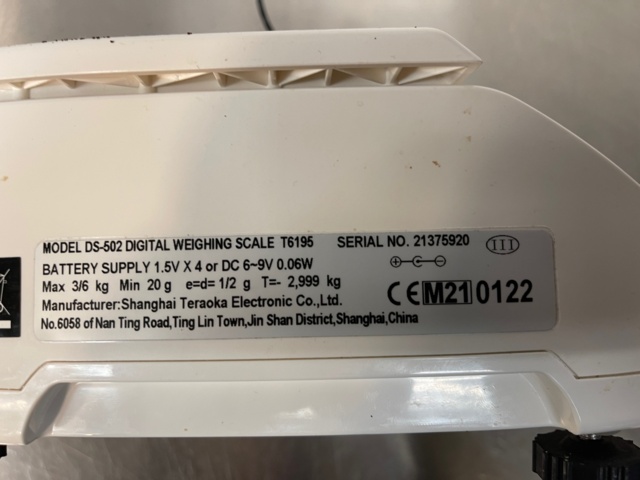 MODEL DS-502 DIGITAL WEIGHING SCALE T6195 SERIAL NO. 21375920 III
BATTERY SUPPLY 1.5V X 4 or DC 6~9V 0.06W
Max 3/6 kg Min 20 g e=d= 1/2 g T=- 2,999 kg
Manufacturer:Shanghai Teraoka Electronic Co.,Ltd.
No.6058 of Nan Ting Road,Ting Lin Town,Jin Shan District,Shanghai,China
CE M21 0122